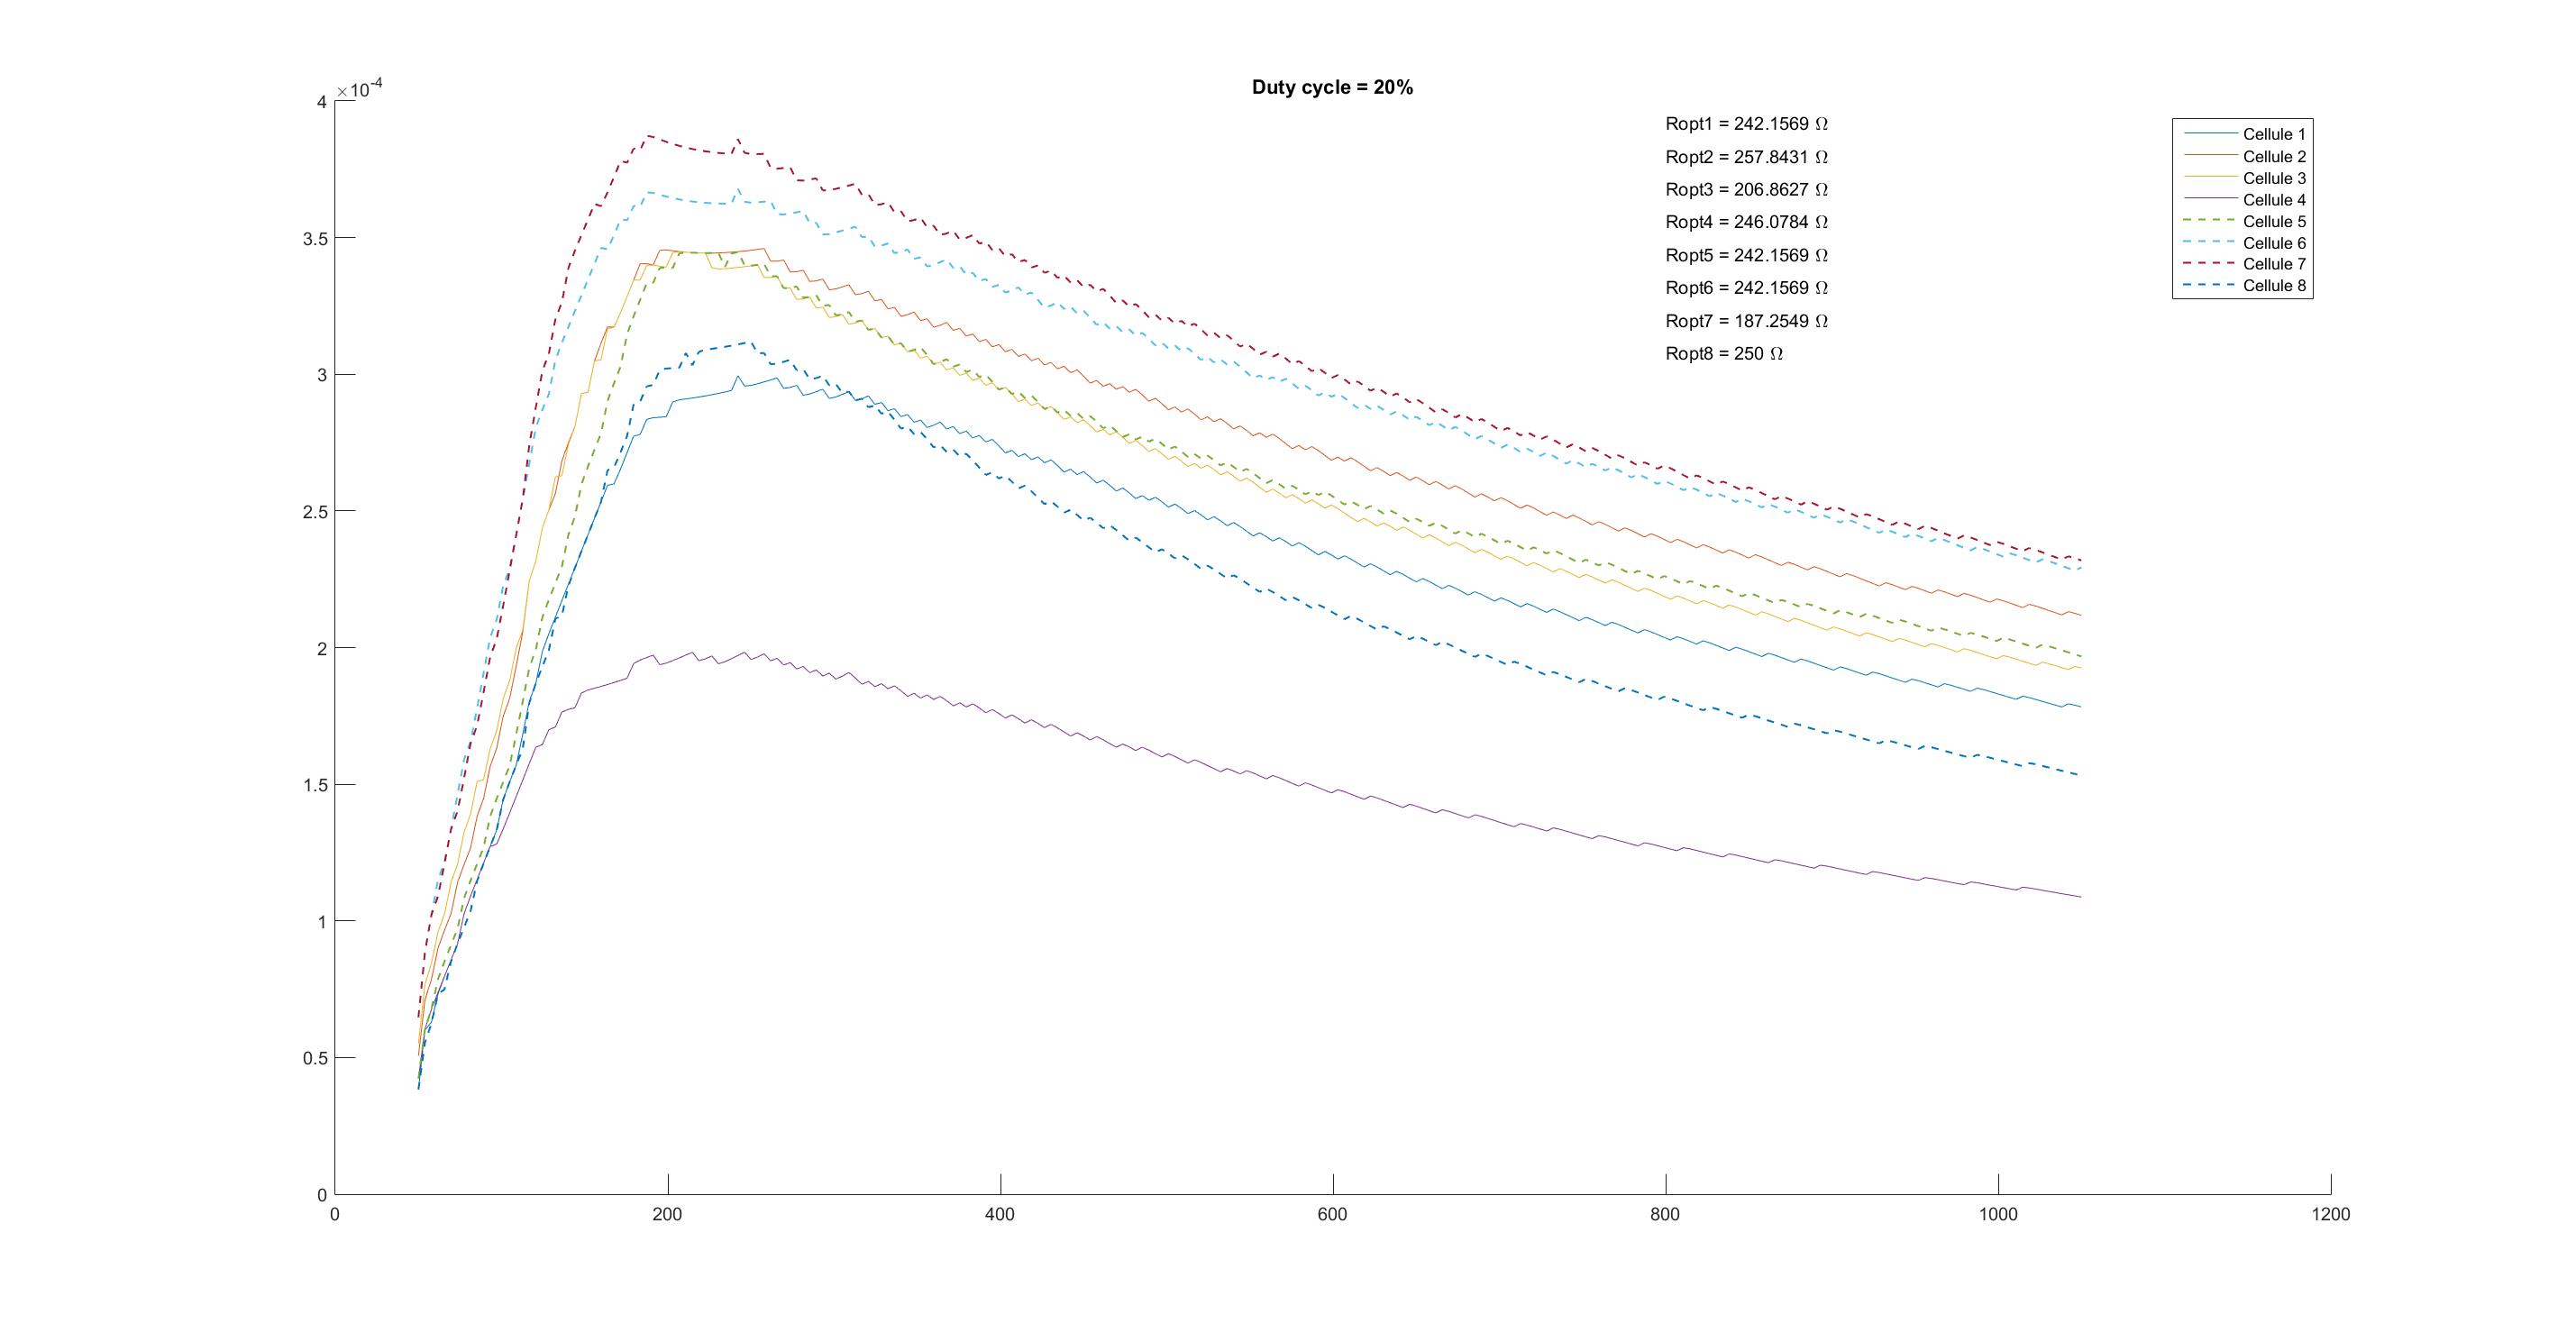 Duty cycle = 20%
×10-4
4
3.5
3
2.5
2
1.5
1
0.5
0
0
200
400
600
800
1000
1200
Ropt1 = 242.1569 Ω
Ropt2 = 257.8431 Ω
Ropt3 = 206.8627 Ω
Ropt4 = 246.0784 Ω
Ropt5 = 242.1569 Ω
Ropt6 = 242.1569 Ω
Ropt7 = 187.2549 Ω
Ropt8 = 250 Ω
Cellule 1
Cellule 2
Cellule 3
Cellule 4
Cellule 5
Cellule 6
Cellule 7
Cellule 8